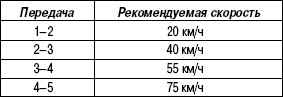 Передача Рекомендуемая скорость
1–2 20 км/ч
2–3 40 км/ч
3–4 55 км/ч
4–5 75 км/ч